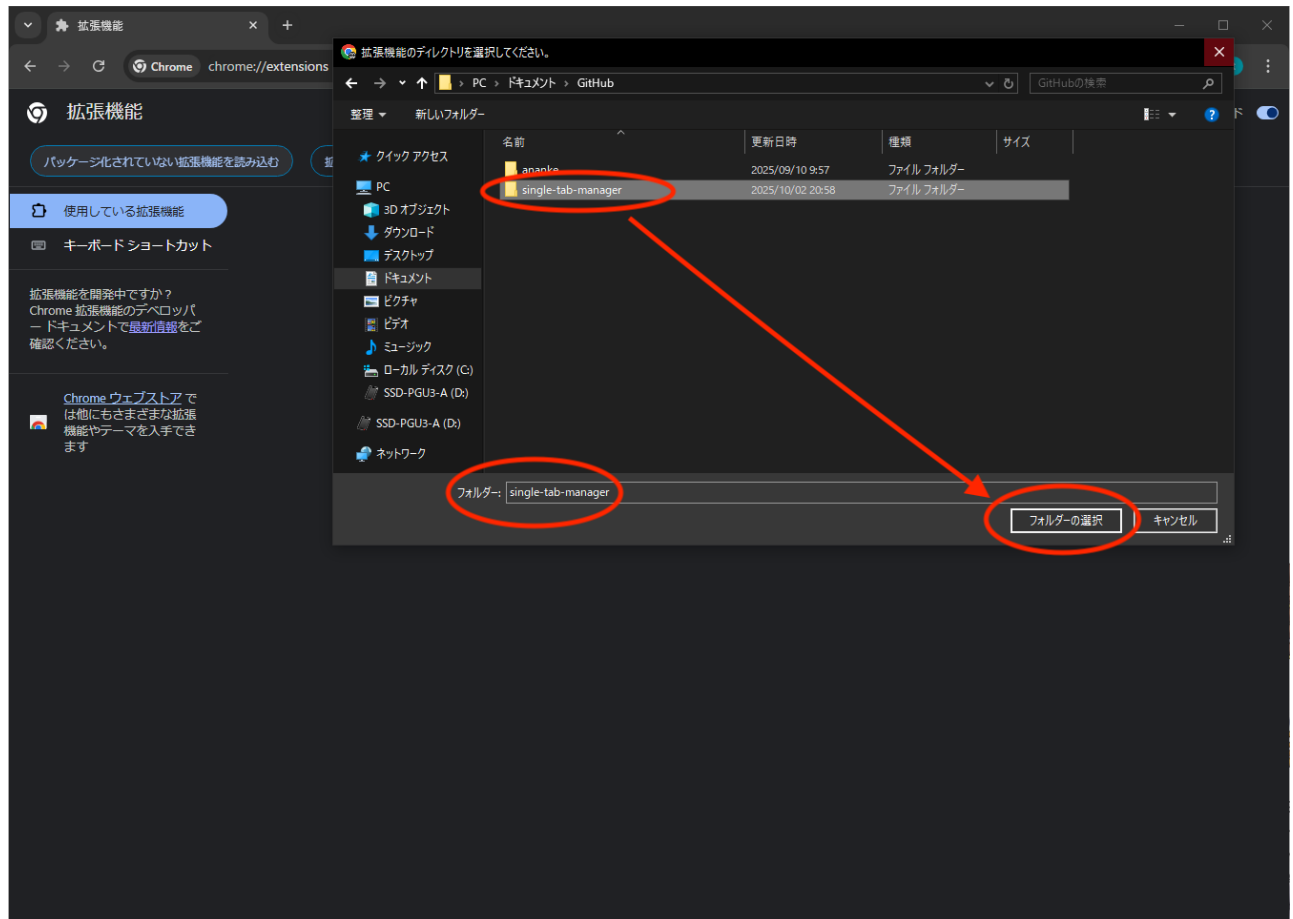 拡張機能
Chrome chrome://extensions
拡張機能
パッケージ化されていない拡張機能を読み込む
使用している拡張機能
キーボード ショートカット
拡張機能を開発中ですか？
Chrome 拡張機能のデベロッパ
ー ドキュメントで最新情報をご
確認ください。
Chrome ウェブストア で
は他にもさまざまな拡張
機能やテーマを入手でき
ます
拡張機能のディレクトリを選択してください。
PC › ドキュメント › GitHub
GitHubの検索
整理 新しいフォルダー
ド
名前 更新日時 種類 サイズ
ananke 2025/09/10 9:57 ファイル フォルダー
single-tab-manager 2025/10/02 20:58 ファイル フォルダー
クイック アクセス
PC
3D オブジェクト
ダウンロード
デスクトップ
ドキュメント
ピクチャ
ビデオ
ミュージック
ローカル ディスク (C:)
SSD-PGU3-A (D:)
SSD-PGU3-A (D:)
ネットワーク
フォルダー: single-tab-manager
フォルダーの選択 キャンセル